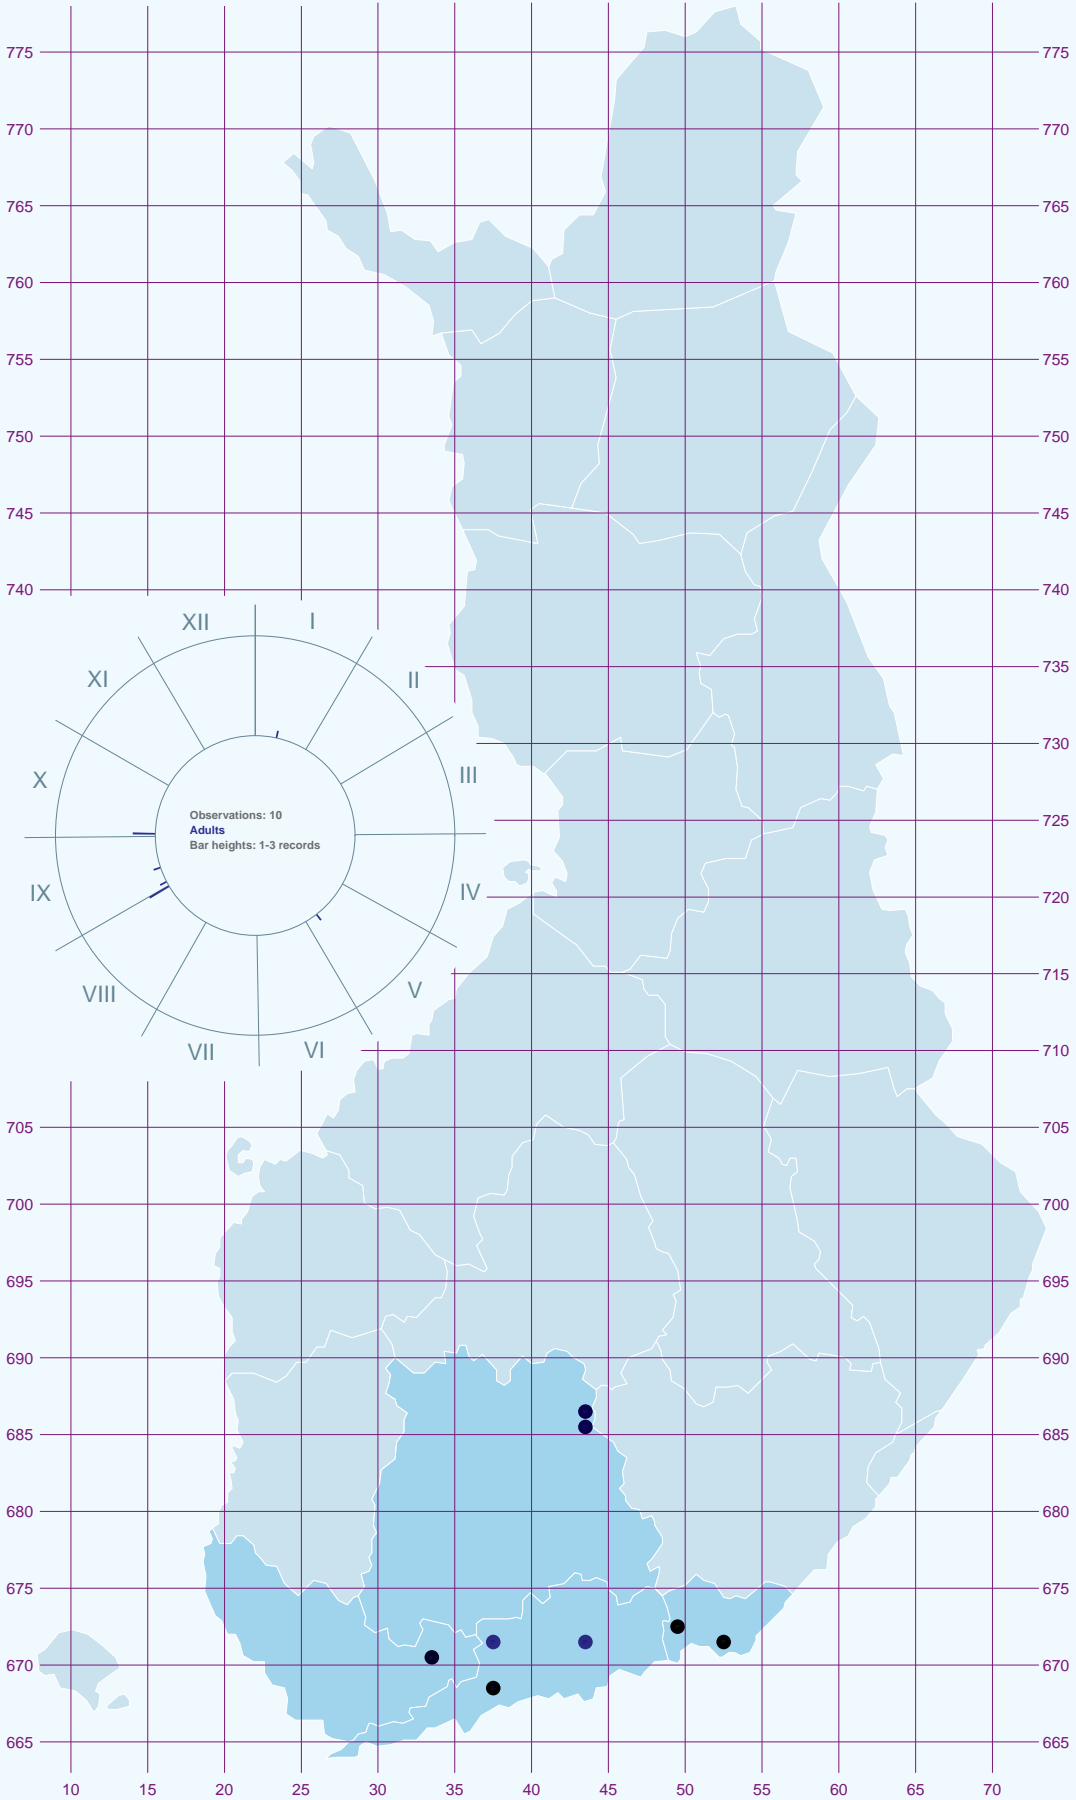 775 775
770 770
765 765
760 760
755 755
750 750
745 745
740 740
735
730
725
720
715
710
705 705
700 700
695 695
690 690
685 685
680 680
675 675
670 670
665 665
10 15 20 25 30 35 40 45 50 55 60 65 70
XII I
XI II
X III
IX IV
VIII V
VII VI
Observations: 10
Adults
Bar heights: 1-3 records